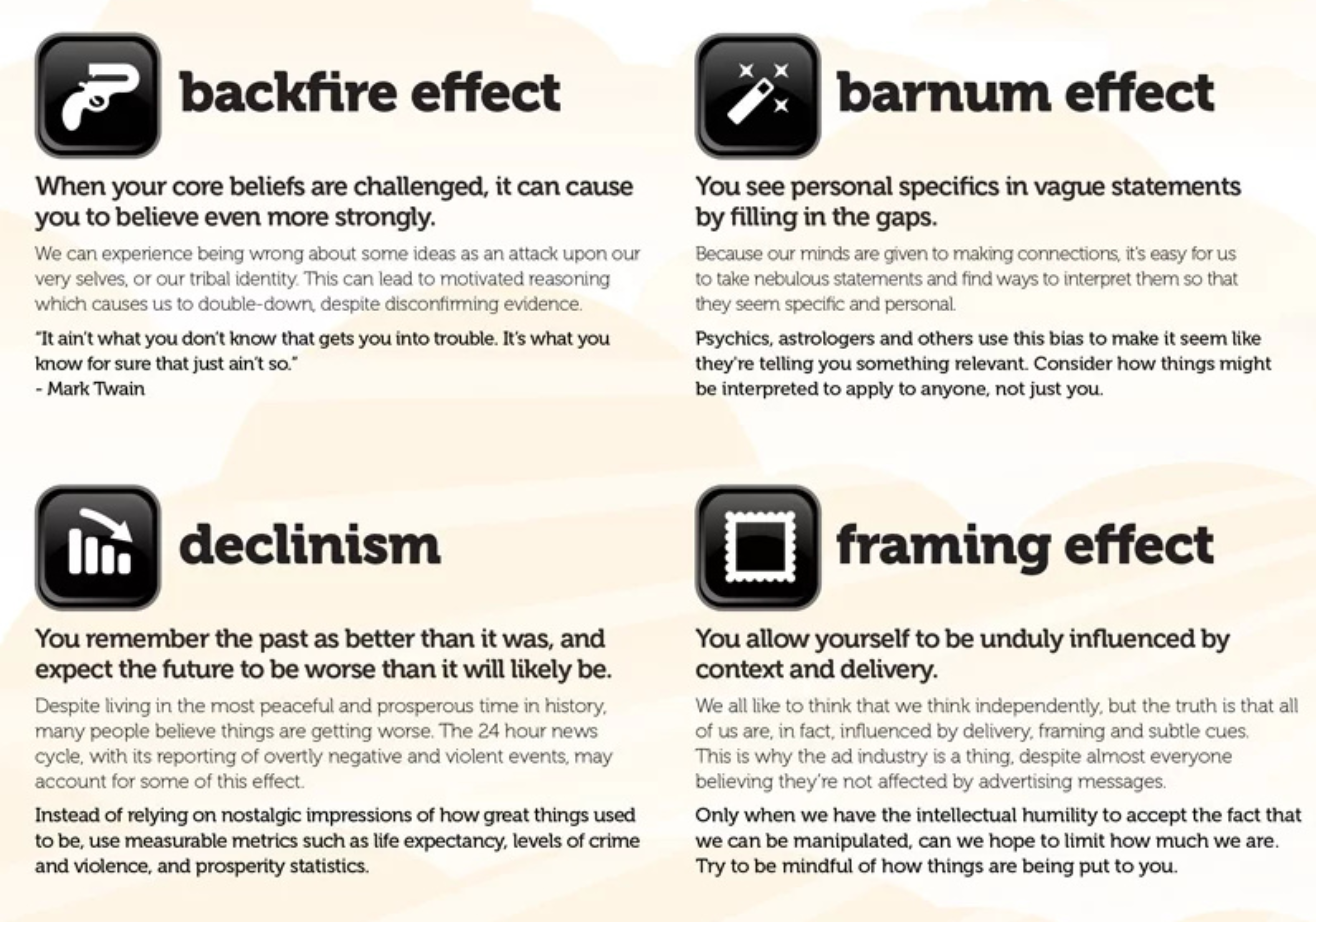 backfire effect
When your core beliefs are challenged, it can cause
you to believe even more strongly.
We can experience being wrong about some ideas as an attack upon our
very selves, or our tribal identity. This can lead to motivated reasoning
which causes us to double-down, despite disconfirming evidence.
“It ain’t what you don’t know that gets you into trouble. It’s what you
know for sure that just ain’t so.”
- Mark Twain
barnum effect
You see personal specifics in vague statements
by filling in the gaps.
Because our minds are given to making connections, it's easy for us
to take nebulous statements and find ways to interpret them so that
they seem specific and personal.
Psychics, astrologers and others use this bias to make it seem like
they're telling you something relevant. Consider how things might
be interpreted to apply to anyone, not just you.
declinism
You remember the past as better than it was, and
expect the future to be worse than it will likely be.
Despite living in the most peaceful and prosperous time in history,
many people believe things are getting worse. The 24 hour news
cycle, with its reporting of overtly negative and violent events, may
account for some of this effect.
Instead of relying on nostalgic impressions of how great things used
to be, use measurable metrics such as life expectancy, levels of crime
and violence, and prosperity statistics.
framing effect
You allow yourself to be unduly influenced by
context and delivery.
We all like to think that we think independently, but the truth is that all
of us are, in fact, influenced by delivery, framing and subtle cues.
This is why the ad industry is a thing, despite almost everyone
believing they're not affected by advertising messages.
Only when we have the intellectual humility to accept the fact that
we can be manipulated, can we hope to limit how much we are.
Try to be mindful of how things are being put to you.